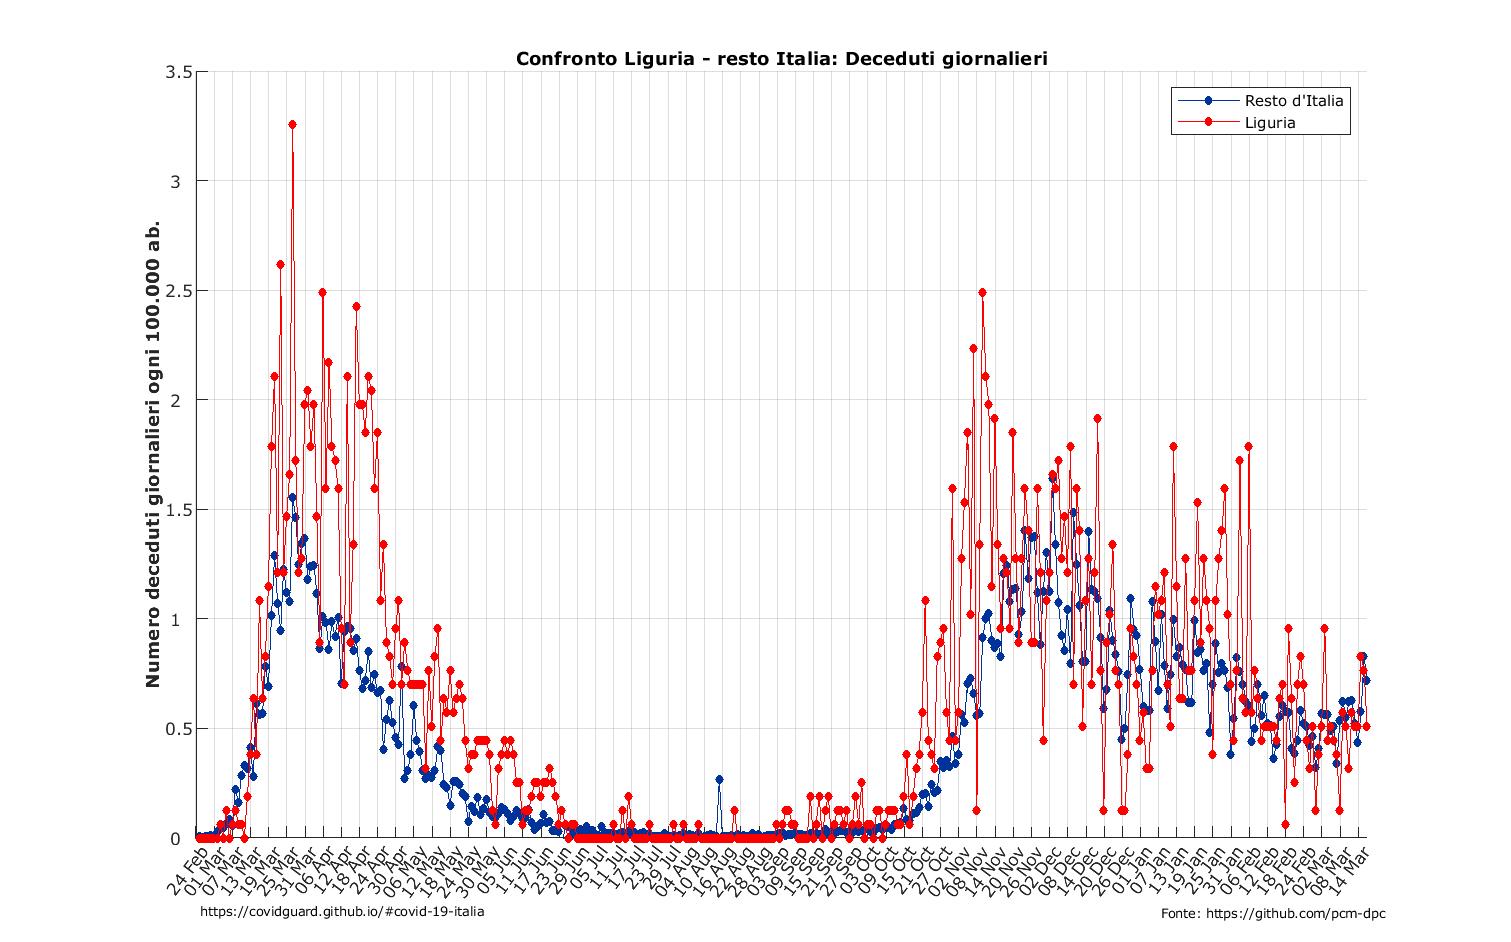 Confronto Liguria - resto Italia: Deceduti giornalieri
Resto d'Italia
Liguria
Numero deceduti giornalieri ogni 100.000 ab.
3.5
3
2.5
2
1.5
1
0.5
0
24 Feb
01 Mar
07 Mar
13 Mar
19 Mar
25 Mar
31 Mar
06 Apr
12 Apr
18 Apr
24 Apr
30 Apr
06 May
12 May
18 May
24 May
30 May
05 Jun
11 Jun
17 Jun
23 Jun
29 Jun
05 Jul
11 Jul
17 Jul
23 Jul
29 Jul
04 Aug
10 Aug
16 Aug
22 Aug
28 Aug
03 Sep
09 Sep
15 Sep
21 Sep
27 Sep
03 Oct
09 Oct
15 Oct
21 Oct
27 Oct
02 Nov
08 Nov
14 Nov
20 Nov
26 Nov
02 Dec
08 Dec
14 Dec
20 Dec
26 Dec
01 Jan
07 Jan
13 Jan
19 Jan
25 Jan
31 Jan
06 Feb
12 Feb
18 Feb
24 Feb
02 Mar
08 Mar
14 Mar
https://covidguard.github.io/#covid-19-italia
Fonte: https://github.com/pcm-dpc